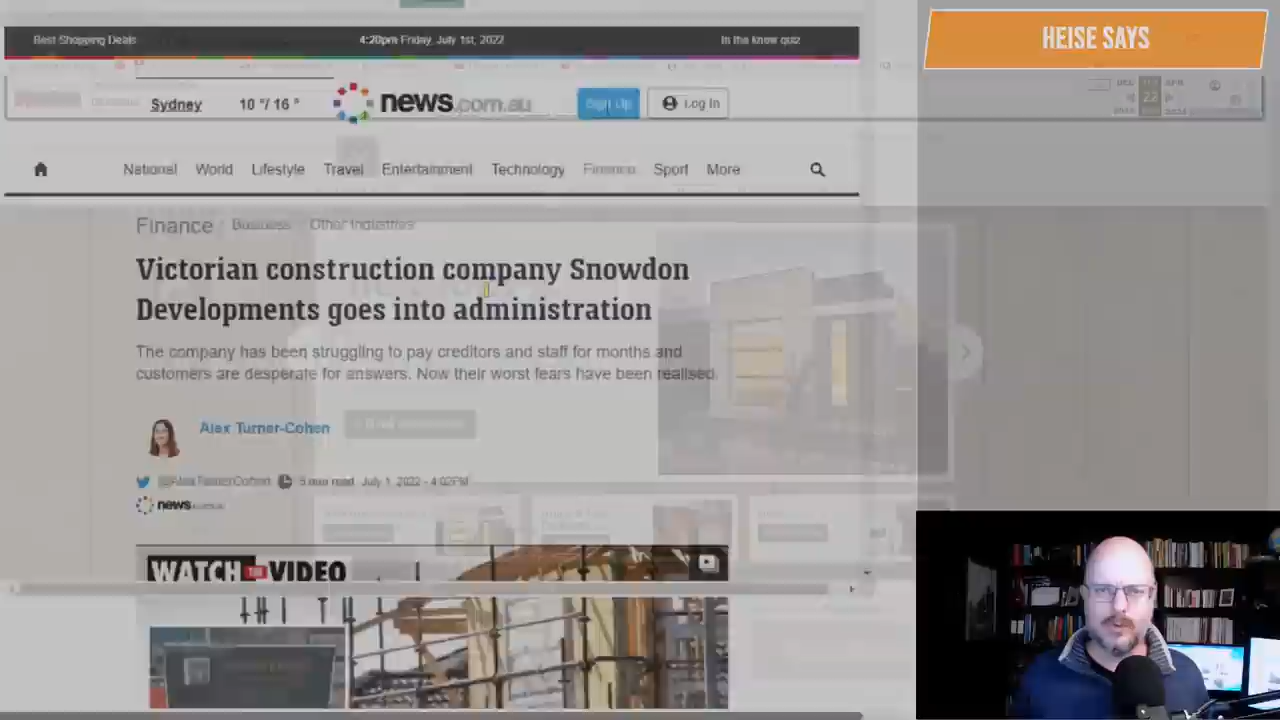 Best Shopping Deals
4:20pm Friday, July 1st, 2022
In the know quiz
HEISE SAYS
Sydney
10 °/ 16 °
news.com.au
Sign Up
Log In
22
National
World
Lifestyle
Travel
Entertainment
Technology
Finance
Sport
More
Finance / Business / Other Industries
Victorian construction company Snowdon
Developments goes into administration
The company has been struggling to pay creditors and staff for months and
customers are desperate for answers. Now their worst fears have been realised.
Alex Turner-Cohen
@AlexTurnerCohen
5 min read July 1, 2022 - 4:02PM
news
WATCH THE VIDEO